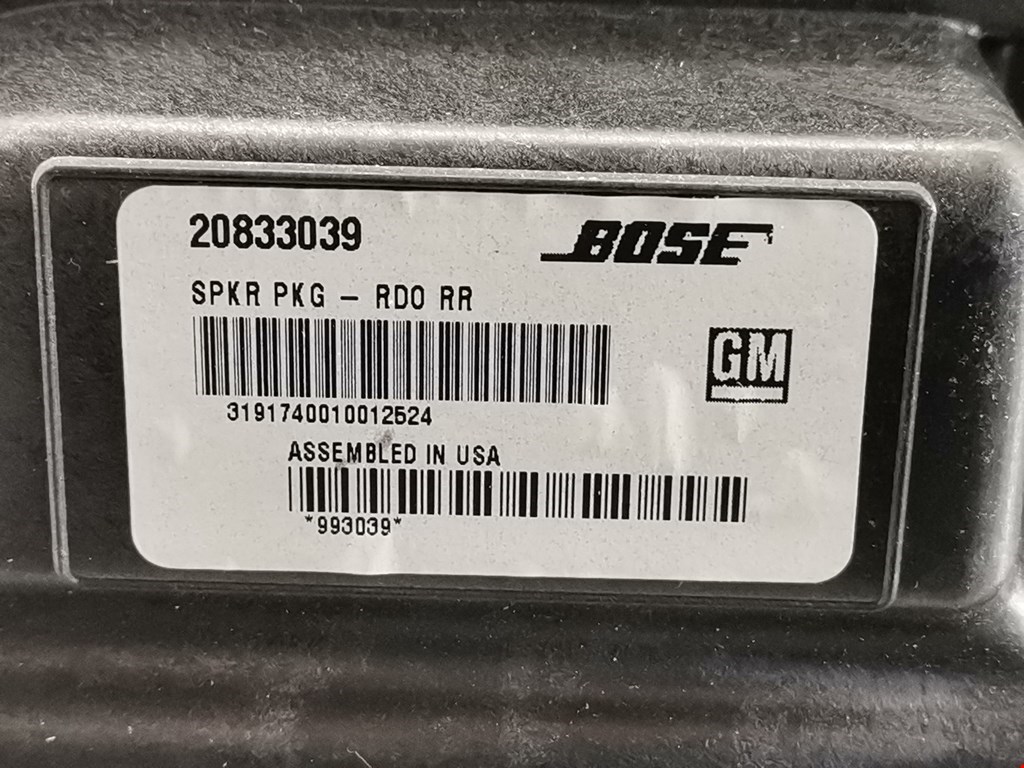 20833039
BOSE
SPKR PKG – RDO RR
GM
3191740010012524
ASSEMBLED IN USA
*993039*